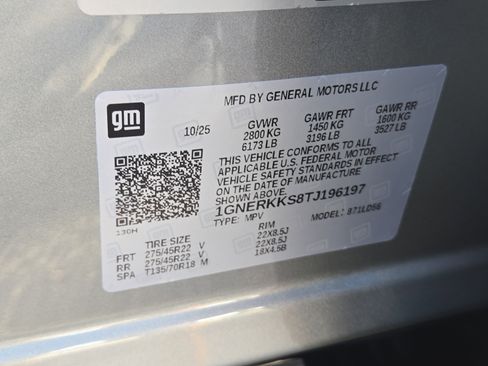 MFD BY GENERAL MOTORS LLC
gm
10/25
GVWR GAWR FRT GAWR RR
2800 KG 1450 KG 1600 KG
6173 LB 3196 LB 3527 LB
THIS VEHICLE CONFORMS TO ALL
APPLICABLE U.S. FEDERAL MOTOR
VEHICLE SAFETY STANDARDS IN EFFECT
ON THE DATE OF MANUFACTURE
SHOWN ABOVE.
1GNERKKS8TJ196197
TYPE: MPV MODEL: 871LD56
130H
TIRE SIZE RIM
FRT 275/45R22 V 22X8.5J
RR 275/45R22 V 22X8.5J
SPA T135/70R18 M 18X4.5B